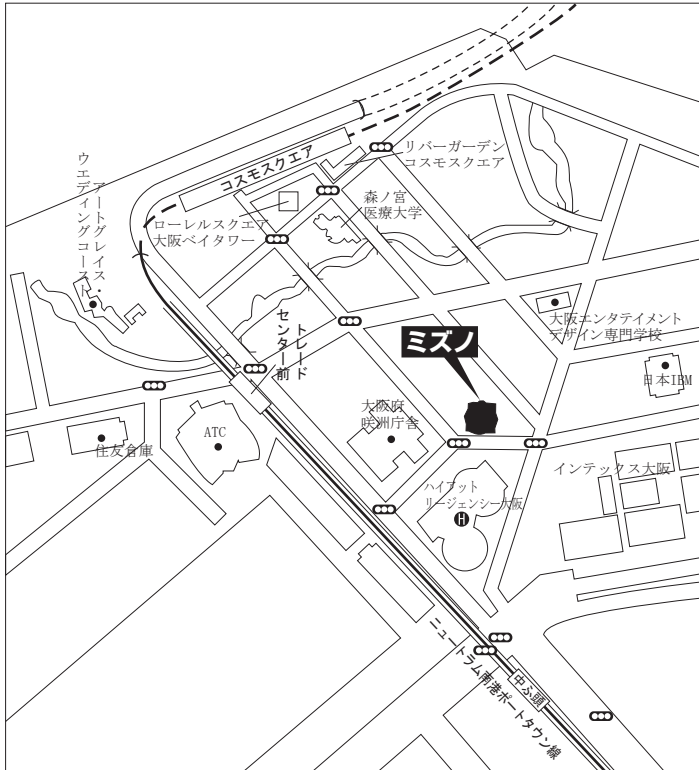 コスモスクエア
リバーガーデン
コスモスクエア
アートグレイス・
ウエディングコースト
ローレルスクエア
大阪ベイタワー
森ノ宮
医療大学
トレード
センター前
ミズノ
大阪エンタテイメント
デザイン専門学校
日本IBM
大阪府
咲洲庁舎
ATC
住友倉庫
インテックス大阪
ハイアット
リージェンシー大阪
H
ニュートラム南港ポートタウン線
中ふ頭